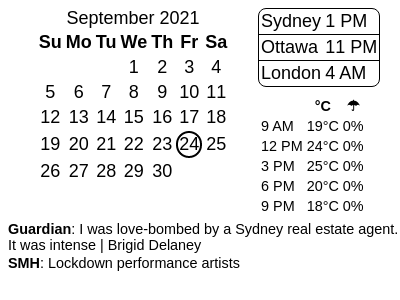 September 2021
Su Mo Tu We Th Fr Sa
1 2 3 4
5 6 7 8 9 10 11
12 13 14 15 16 17 18
19 20 21 22 23 24 25
26 27 28 29 30
Sydney 1 PM
Ottawa 11 PM
London 4 AM
°C ☂
9 AM 19°C 0%
12 PM 24°C 0%
3 PM 25°C 0%
6 PM 20°C 0%
9 PM 18°C 0%
Guardian: I was love-bombed by a Sydney real estate agent.
It was intense | Brigid Delaney
SMH: Lockdown performance artists